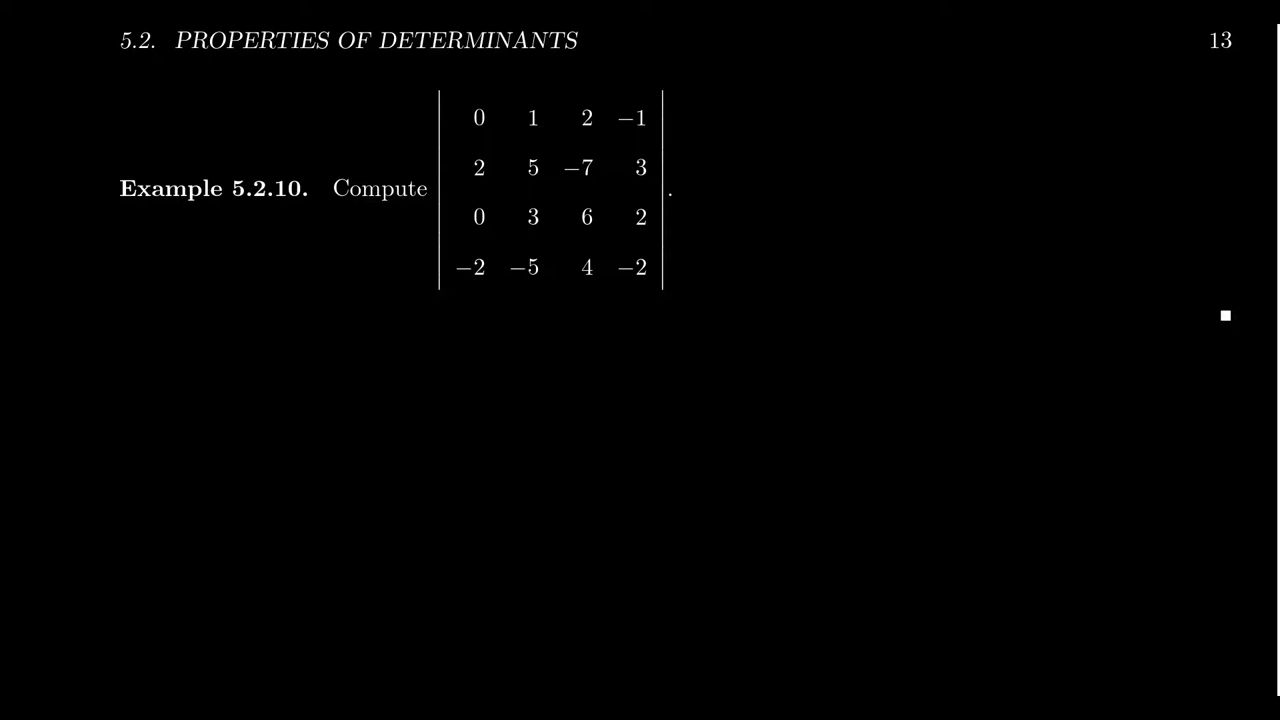 5.2. PROPERTIES OF DETERMINANTS 13
0 1 2 −1
2 5 −7 3
Example 5.2.10. Compute .
0 3 6 2
−2 −5 4 −2